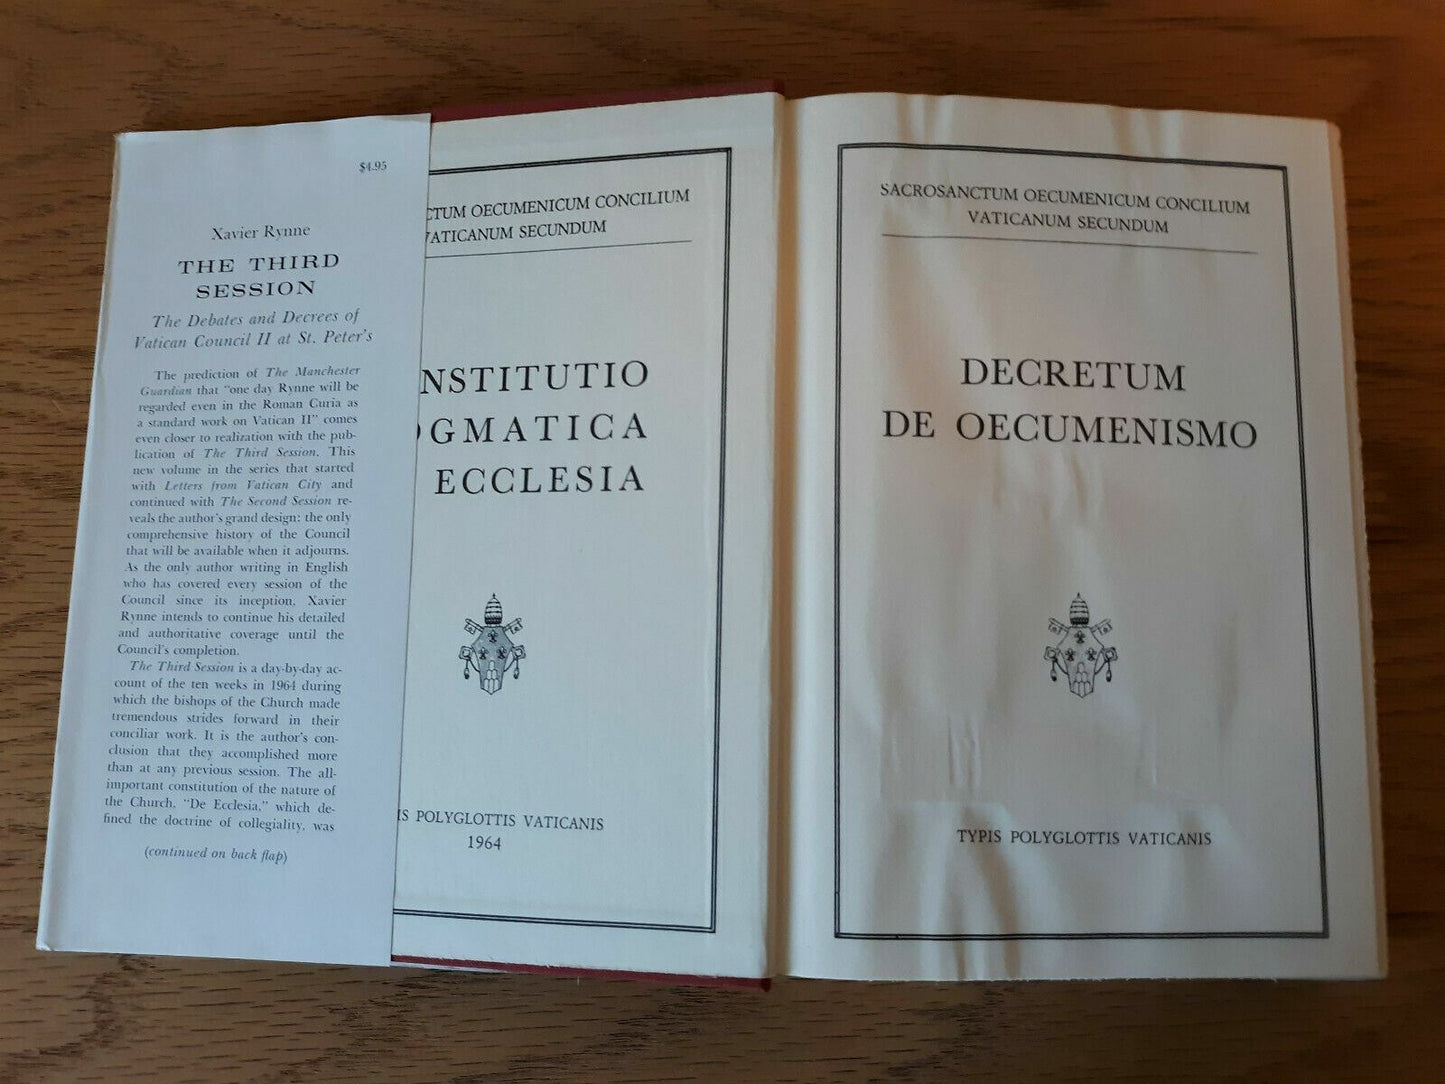 $4.95
Xavier Rynne
THE THIRD
SESSION
The Debates and Decrees of
Vatican Council II at St. Peter's
The prediction of The Manchester
Guardian that "one day Rynne will be
regarded even in the Roman Curia as
a standard work on Vatican II" comes
even closer to realization with the pub-
lication of The Third Session. This
new volume in the series that started
with Letters from Vatican City and
continued with The Second Session re-
veals the author's grand design: the only
comprehensive history of the Council
that will be available when it adjourns.
As the only author writing in English
who has covered every session of the
Council since its inception, Xavier
Rynne intends to continue his detailed
and authoritative coverage until the
Council's completion.
The Third Session is a day-by-day ac-
count of the ten weeks in 1964 during
which the bishops of the Church made
tremendous strides forward in their
conciliar work. It is the author's con-
clusion that they accomplished more
than at any previous session. The all-
important constitution of the nature of
the Church, "De Ecclesia," which de-
fined the doctrine of collegiality, was
(continued on back flap)
CTUM OECUMENICUM CONCILIUM
VATICANUM SECUNDUM
NSTITUTIO
OGMATICA
ECCLESIA
IS POLYGLOTTIS VATICANIS
1964
SACROSANCTUM OECUMENICUM CONCILIUM
VATICANUM SECUNDUM
DECRETUM
DE OECUMENISMO
TYPIS POLYGLOTTIS VATICANIS